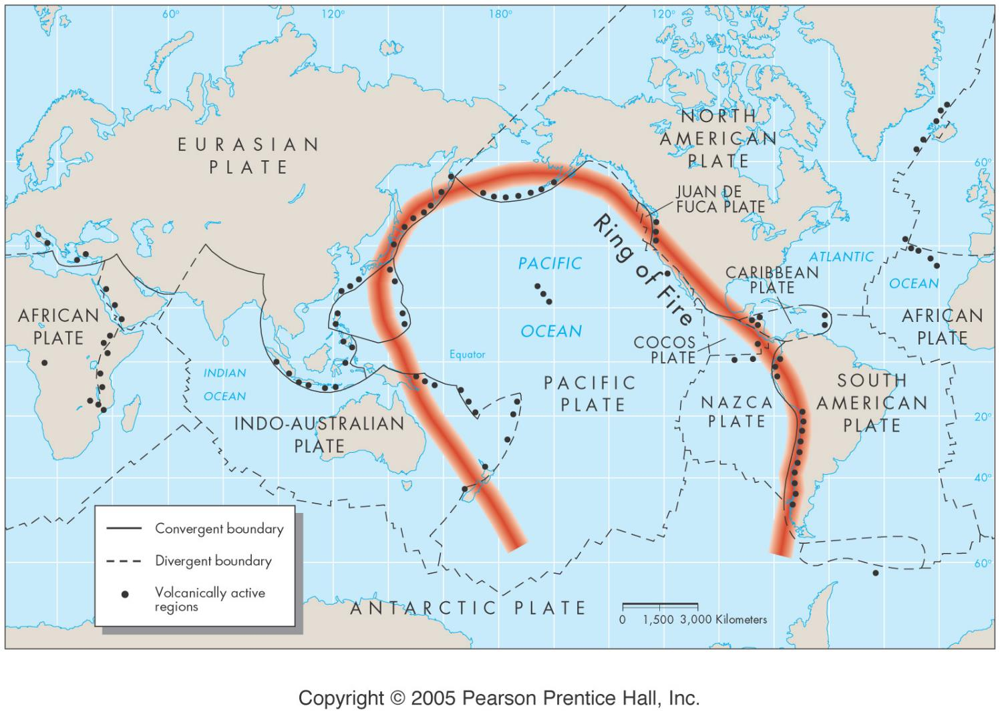 60°
120°
180°
120°
EURASIAN
PLATE
NORTH
AMERICAN
PLATE
60°
JUAN DE
FUCA PLATE
Ring of Fire
PACIFIC
OCEAN
ATLANTIC
OCEAN
CARIBBEAN
PLATE
AFRICAN
PLATE
AFRICAN
PLATE
COCOS
PLATE
Equator
INDIAN
OCEAN
PACIFIC
PLATE
NAZCA
PLATE
SOUTH
AMERICAN
PLATE
20°
INDO-AUSTRALIAN
PLATE
40°
60°
Convergent boundary
Divergent boundary
Volcanically active
regions
ANTARCTIC PLATE
0 1,500 3,000 Kilometers
Copyright © 2005 Pearson Prentice Hall, Inc.